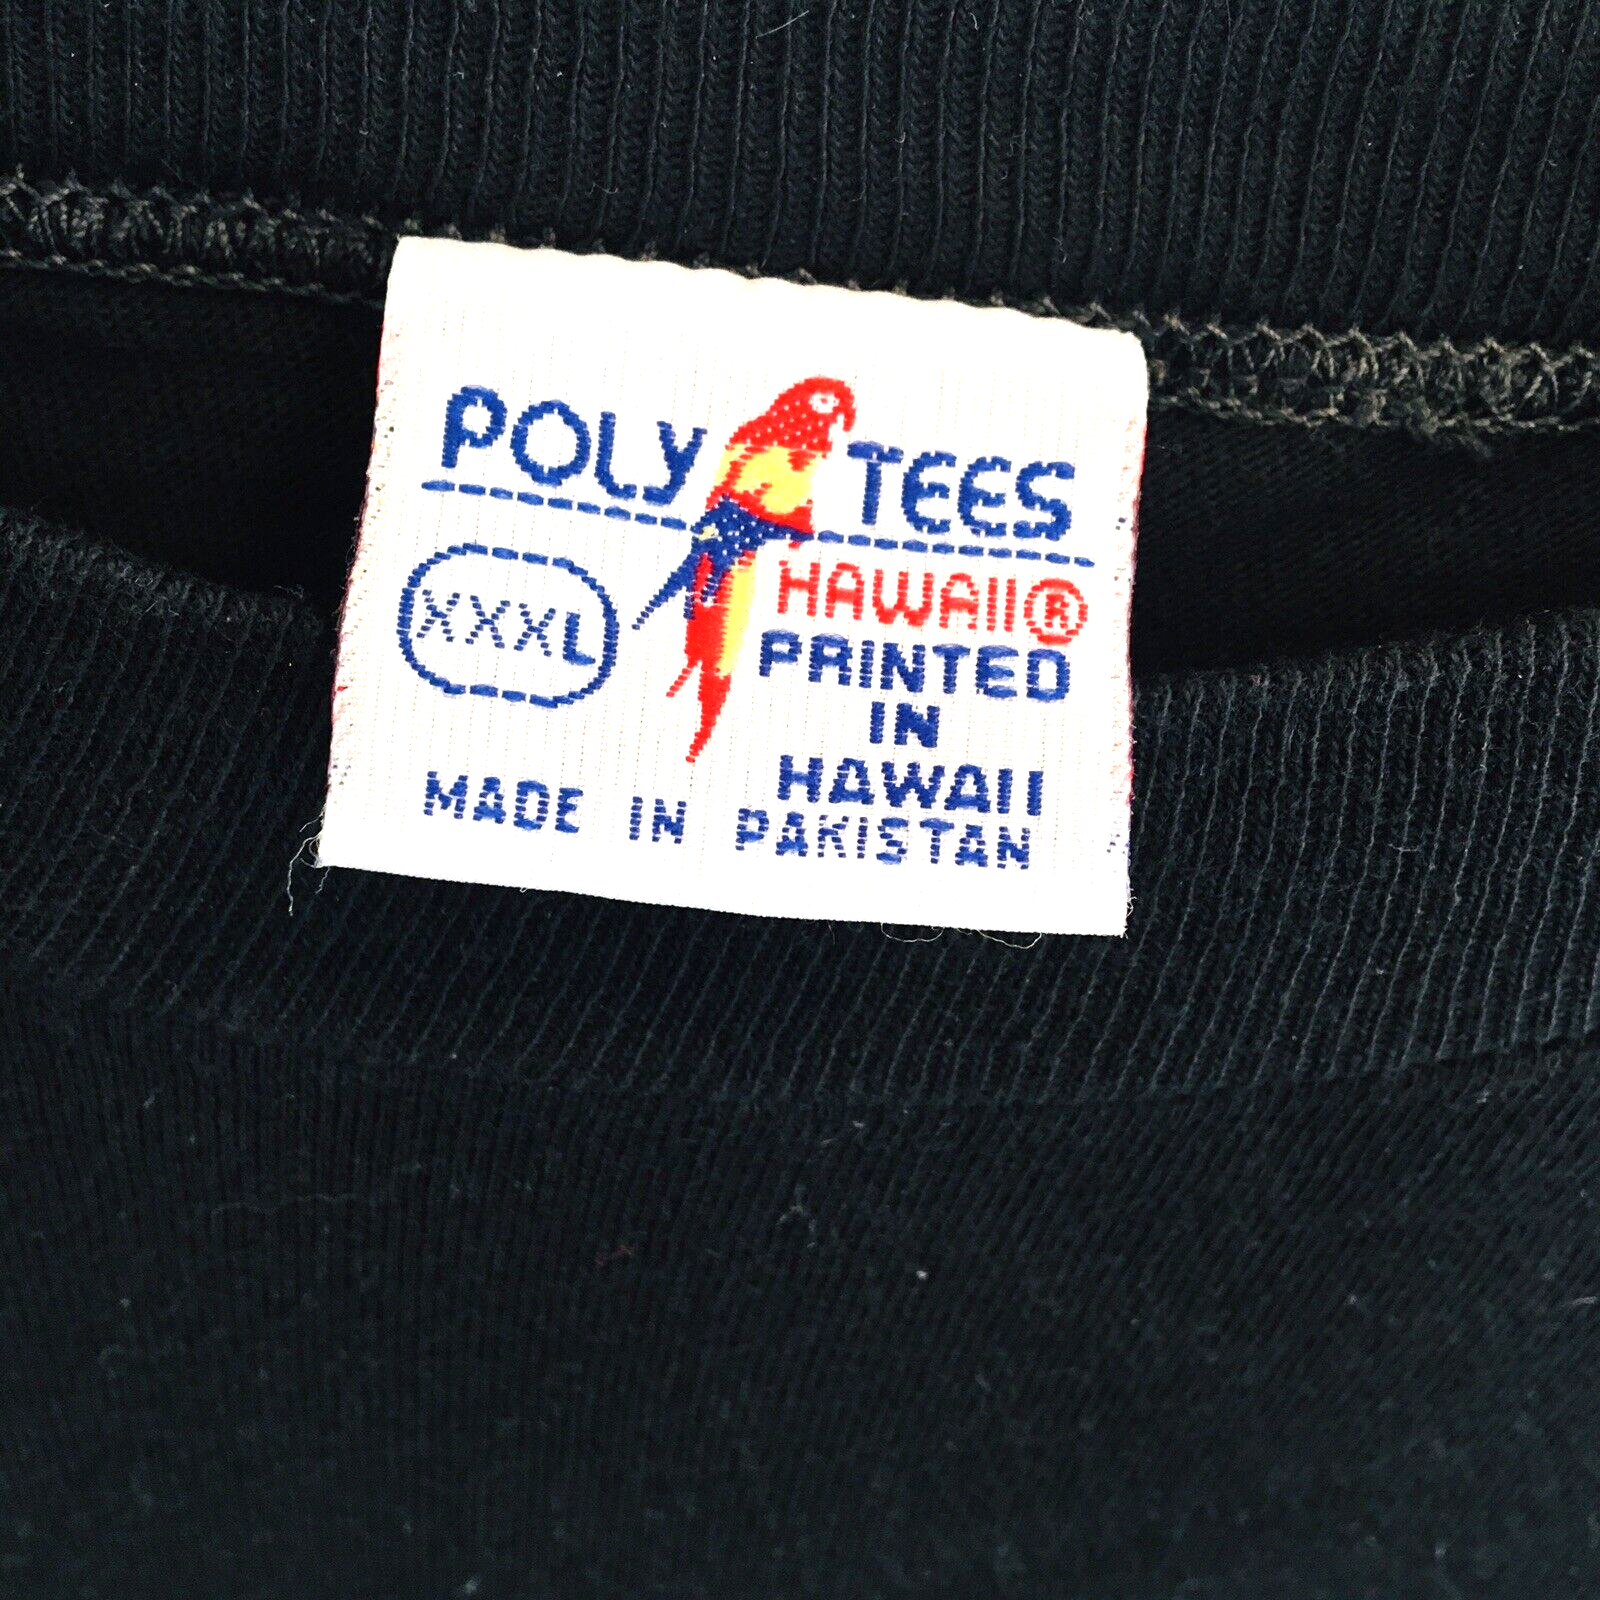 POLY TEES
HAWAII®
XXXL
PRINTED
IN
HAWAII
MADE IN PAKISTAN